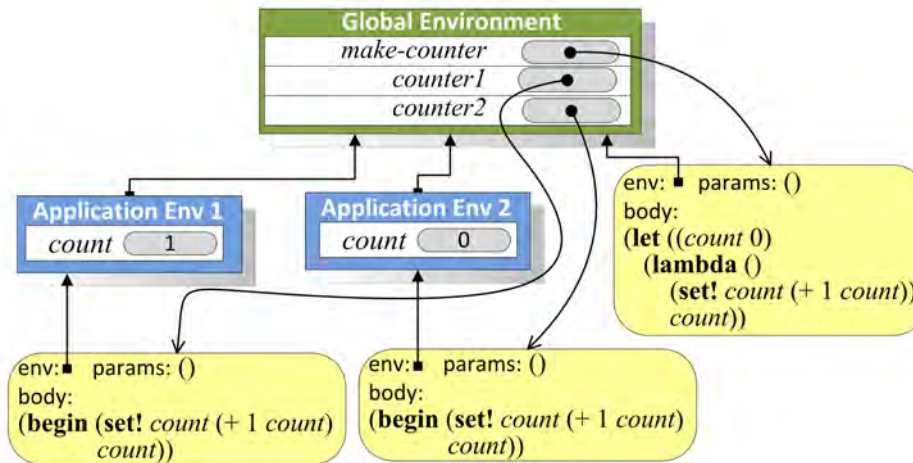 Global Environment
make-counter
counter1
counter2
Application Env 1
count 1
Application Env 2
count 0
env: params: ()
body:
(let ((count 0)
(lambda ()
(set! count (+ 1 count))
count))
env: params: ()
body:
(begin (set! count (+ 1 count)
count))
env: params: ()
body:
(begin (set! count (+ 1 count)
count))